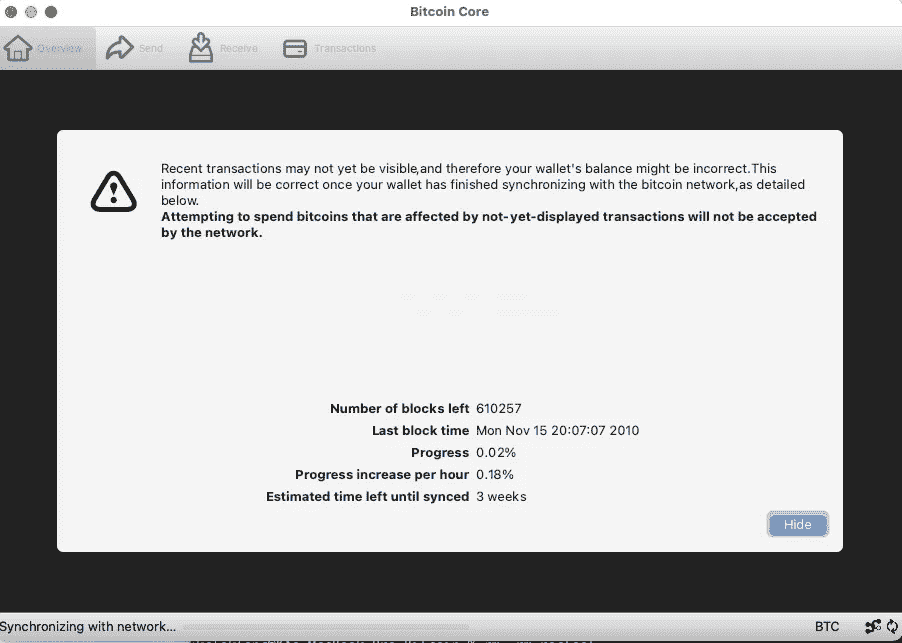 Bitcoin Core
Overview Send Receive Transactions
Recent transactions may not yet be visible,and therefore your wallet's balance might be incorrect.This
information will be correct once your wallet has finished synchronizing with the bitcoin network,as detailed
below.
Attempting to spend bitcoins that are affected by not-yet-displayed transactions will not be accepted
by the network.
Number of blocks left 610257
Last block time Mon Nov 15 20:07:07 2010
Progress 0.02%
Progress increase per hour 0.18%
Estimated time left until synced 3 weeks
Hide
Synchronizing with network... BTC